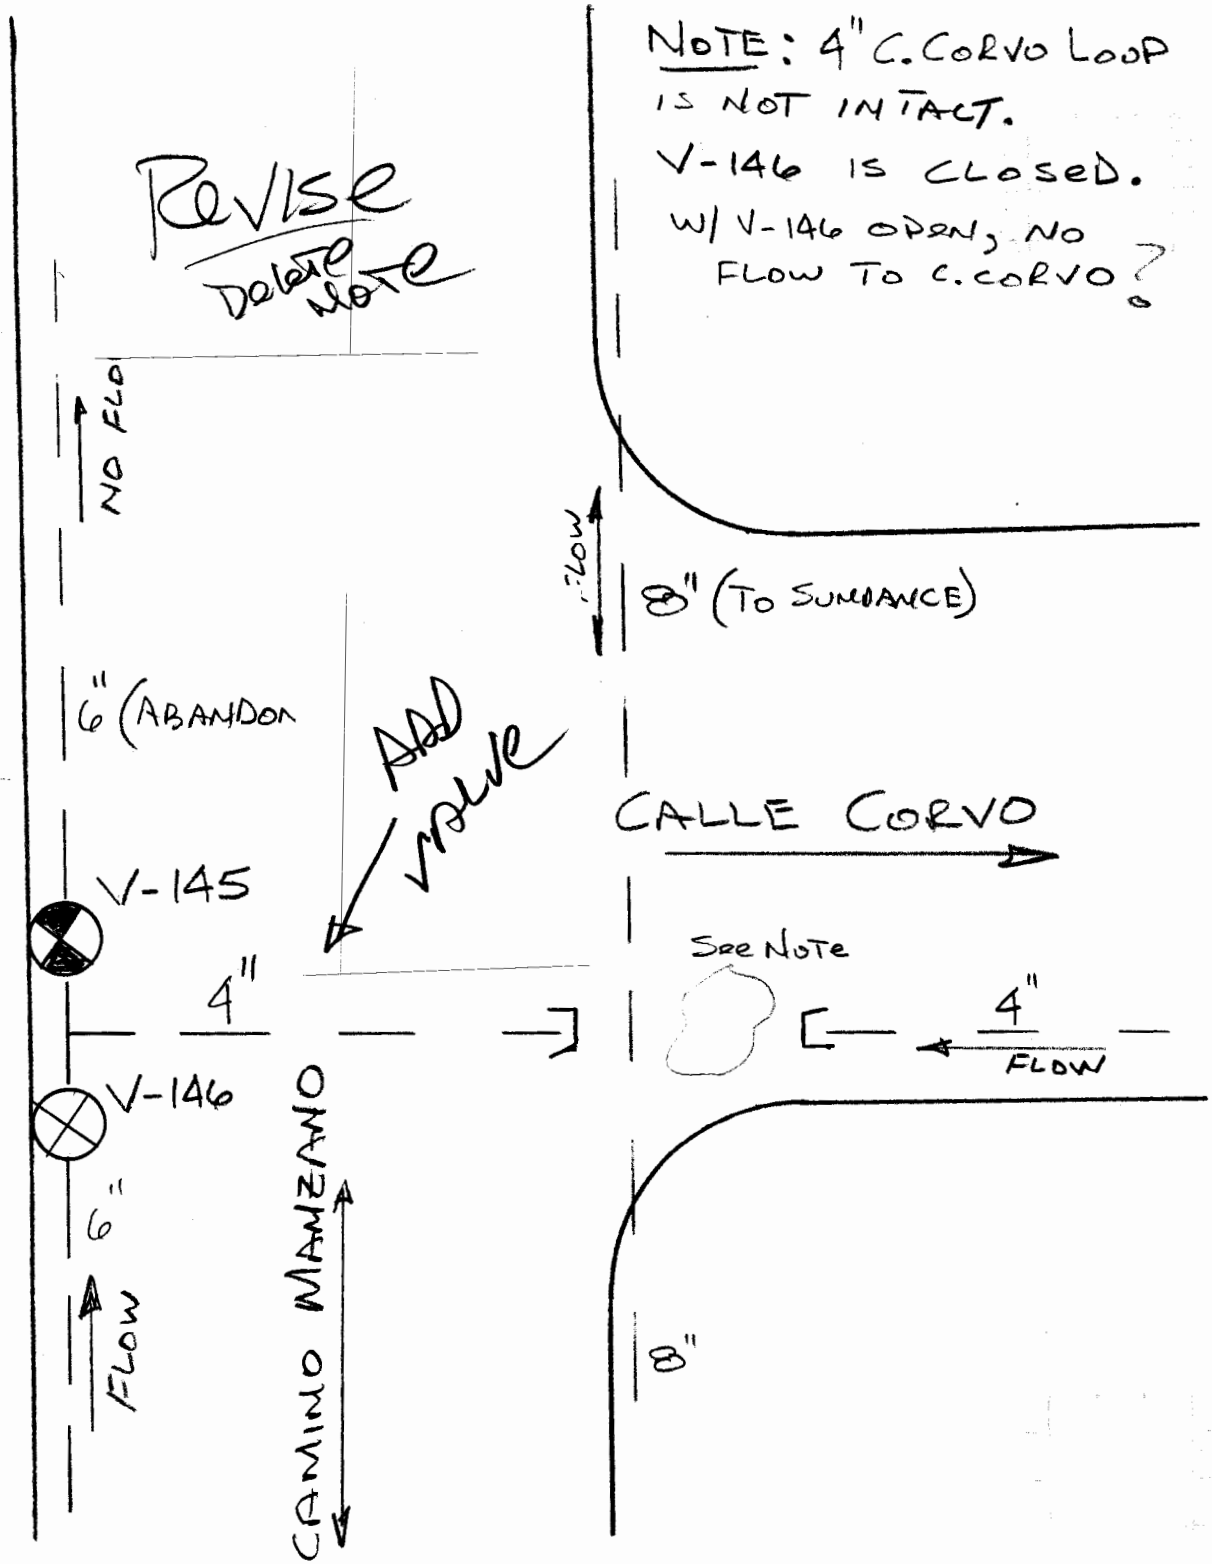 NOTE: 4" C. CORVO LOOP
IS NOT INTACT.
V-146 IS CLOSED.
W/ V-146 OPEN, NO
FLOW TO C. CORVO?
Revise
Delete
Note
NO FLO
FLOW
8" (TO SUNDANCE)
6" (ABANDON
ADD
VALVE
CALLE CORVO
V-145
See Note
4"
4"
FLOW
V-146
6"
FLOW
CAMINO MANZANO
8"